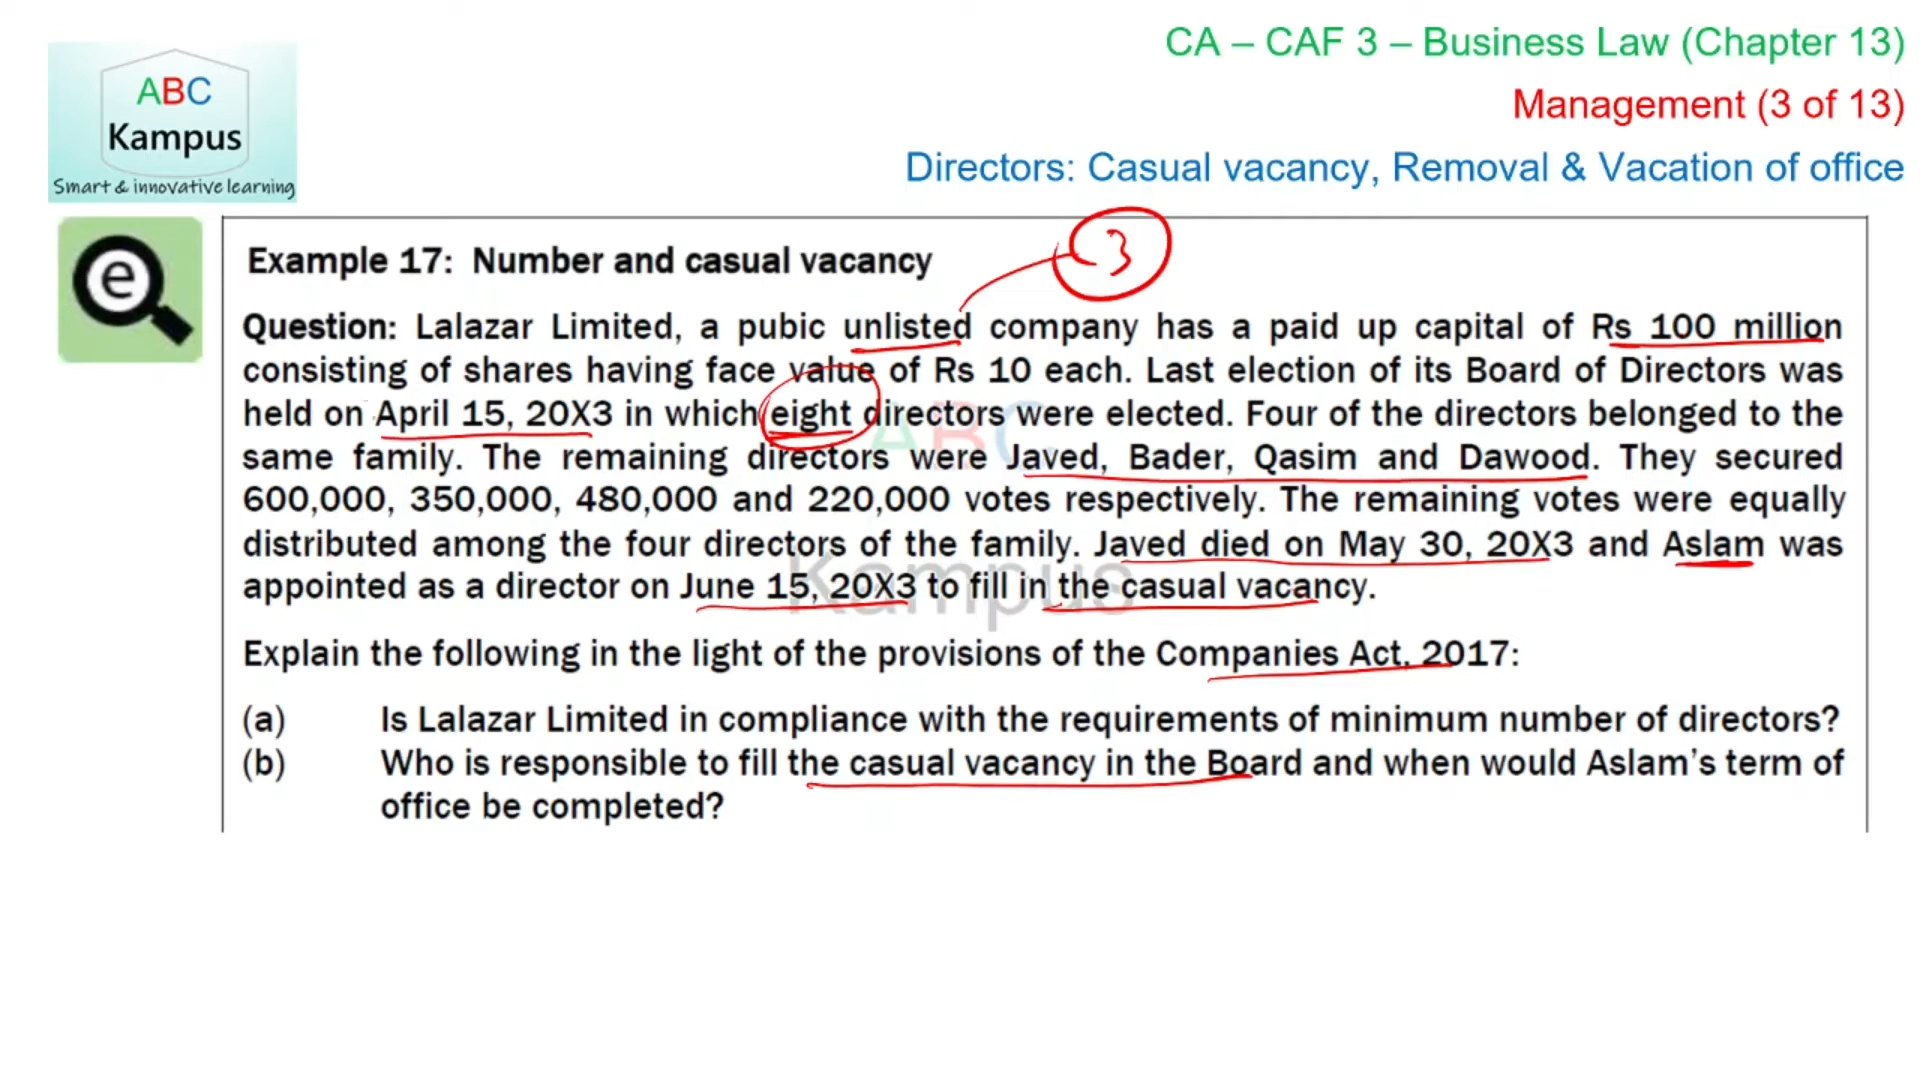 CA – CAF 3 – Business Law (Chapter 13)
Management (3 of 13)
Directors: Casual vacancy, Removal & Vacation of office
ABC
Kampus
Smart & innovative learning
e
Example 17: Number and casual vacancy
3
Question: Lalazar Limited, a pubic unlisted company has a paid up capital of Rs 100 million
consisting of shares having face value of Rs 10 each. Last election of its Board of Directors was
held on April 15, 20X3 in which eight directors were elected. Four of the directors belonged to the
same family. The remaining directors were Javed, Bader, Qasim and Dawood. They secured
600,000, 350,000, 480,000 and 220,000 votes respectively. The remaining votes were equally
distributed among the four directors of the family. Javed died on May 30, 20X3 and Aslam was
appointed as a director on June 15, 20X3 to fill in the casual vacancy.
ABC
Kampus
Explain the following in the light of the provisions of the Companies Act, 2017:
(a) Is Lalazar Limited in compliance with the requirements of minimum number of directors?
(b) Who is responsible to fill the casual vacancy in the Board and when would Aslam's term of
office be completed?